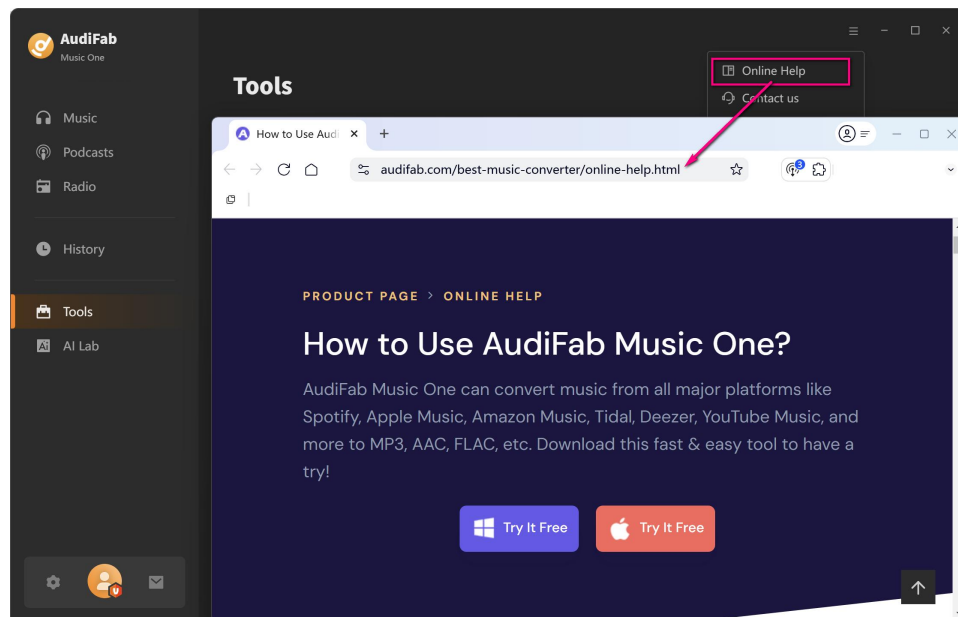 AudiFab
Music One
Music
Podcasts
Radio
History
Tools
Ai AI Lab
Tools
Online Help
Contact us
How to Use Audi
3
audifab.com/best-music-converter/online-help.html
PRODUCT PAGE > ONLINE HELP
How to Use AudiFab Music One?
AudiFab Music One can convert music from all major platforms like
Spotify, Apple Music, Amazon Music, Tidal, Deezer, YouTube Music, and
more to MP3, AAC, FLAC, etc. Download this fast & easy tool to have a
try!
Try It Free
Try It Free